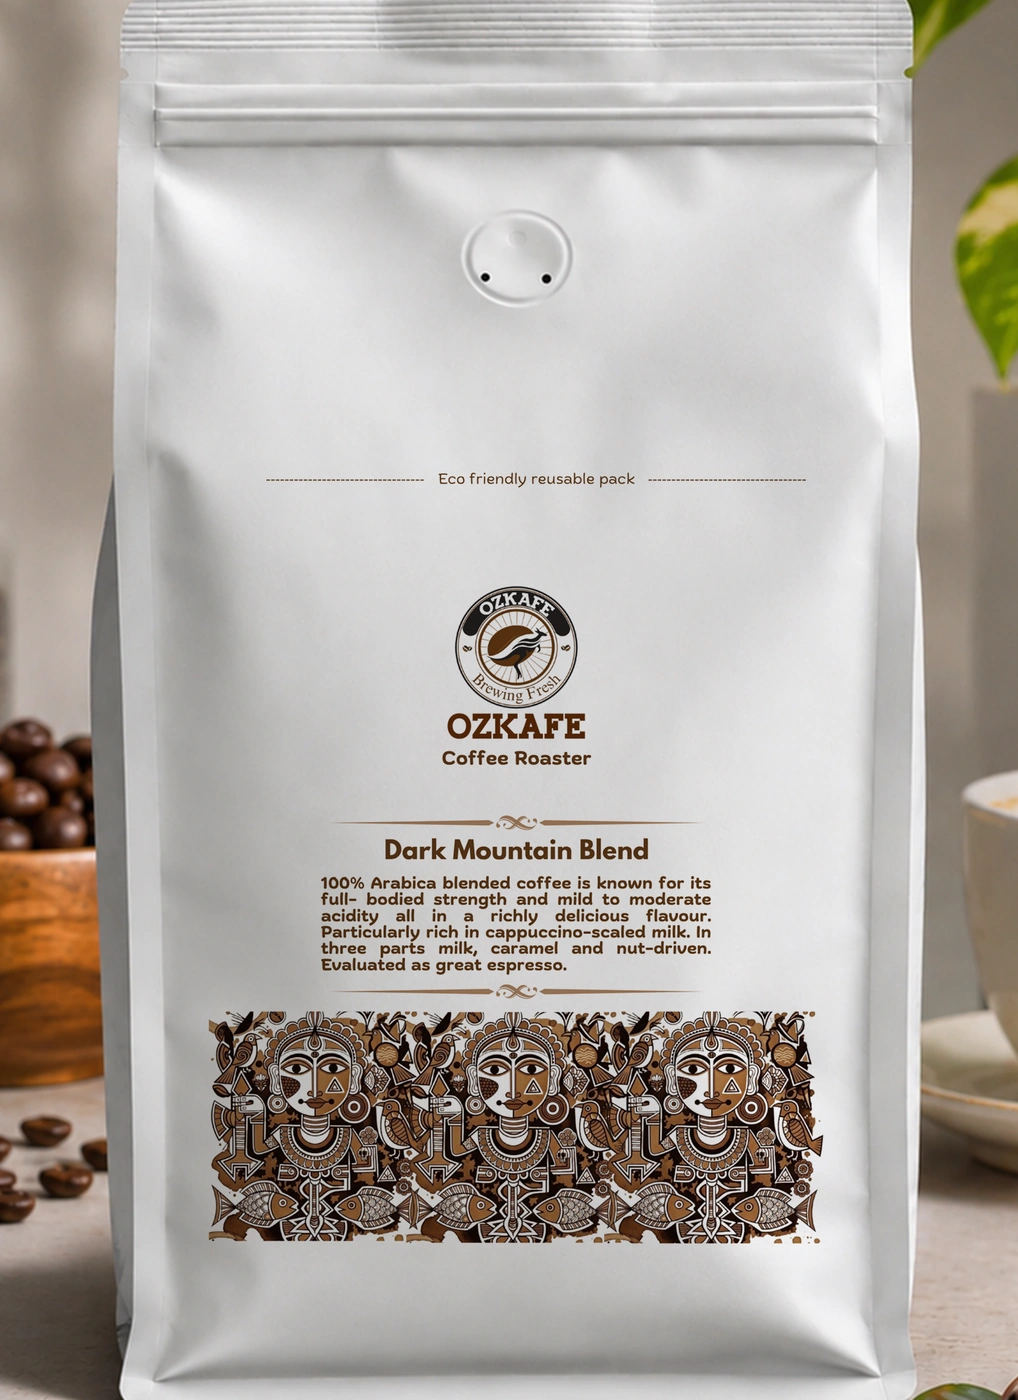 Eco friendly reusable pack
OZKAFE
Brewing Fresh
OZKAFE
Coffee Roaster
Dark Mountain Blend
100% Arabica blended coffee is known for its
full- bodied strength and mild to moderate
acidity all in a richly delicious flavour.
Particularly rich in cappuccino-scaled milk. In
three parts milk, caramel and nut-driven.
Evaluated as great espresso.